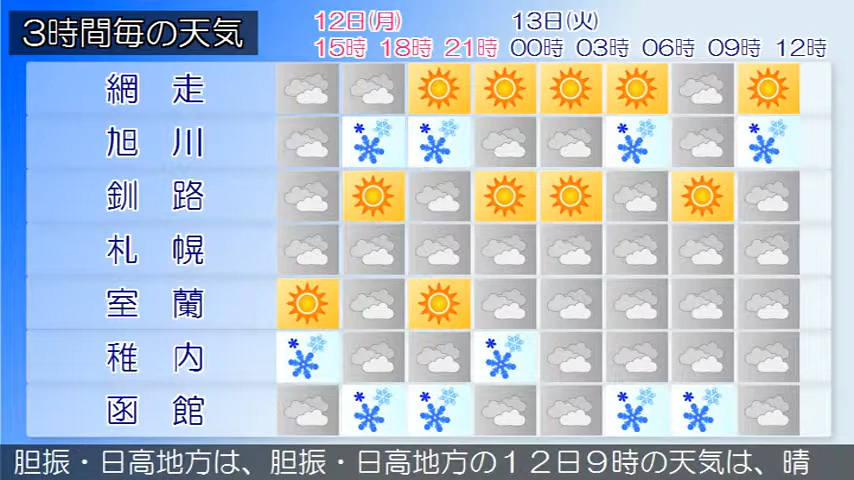 3時間毎の天気
12日(月) 13日(火)
15時 18時 21時 00時 03時 06時 09時 12時
網 走
旭 川
釧 路
札 幌
室 蘭
稚 内
函 館
胆振・日高地方は、胆振・日高地方の12日9時の天気は、晴